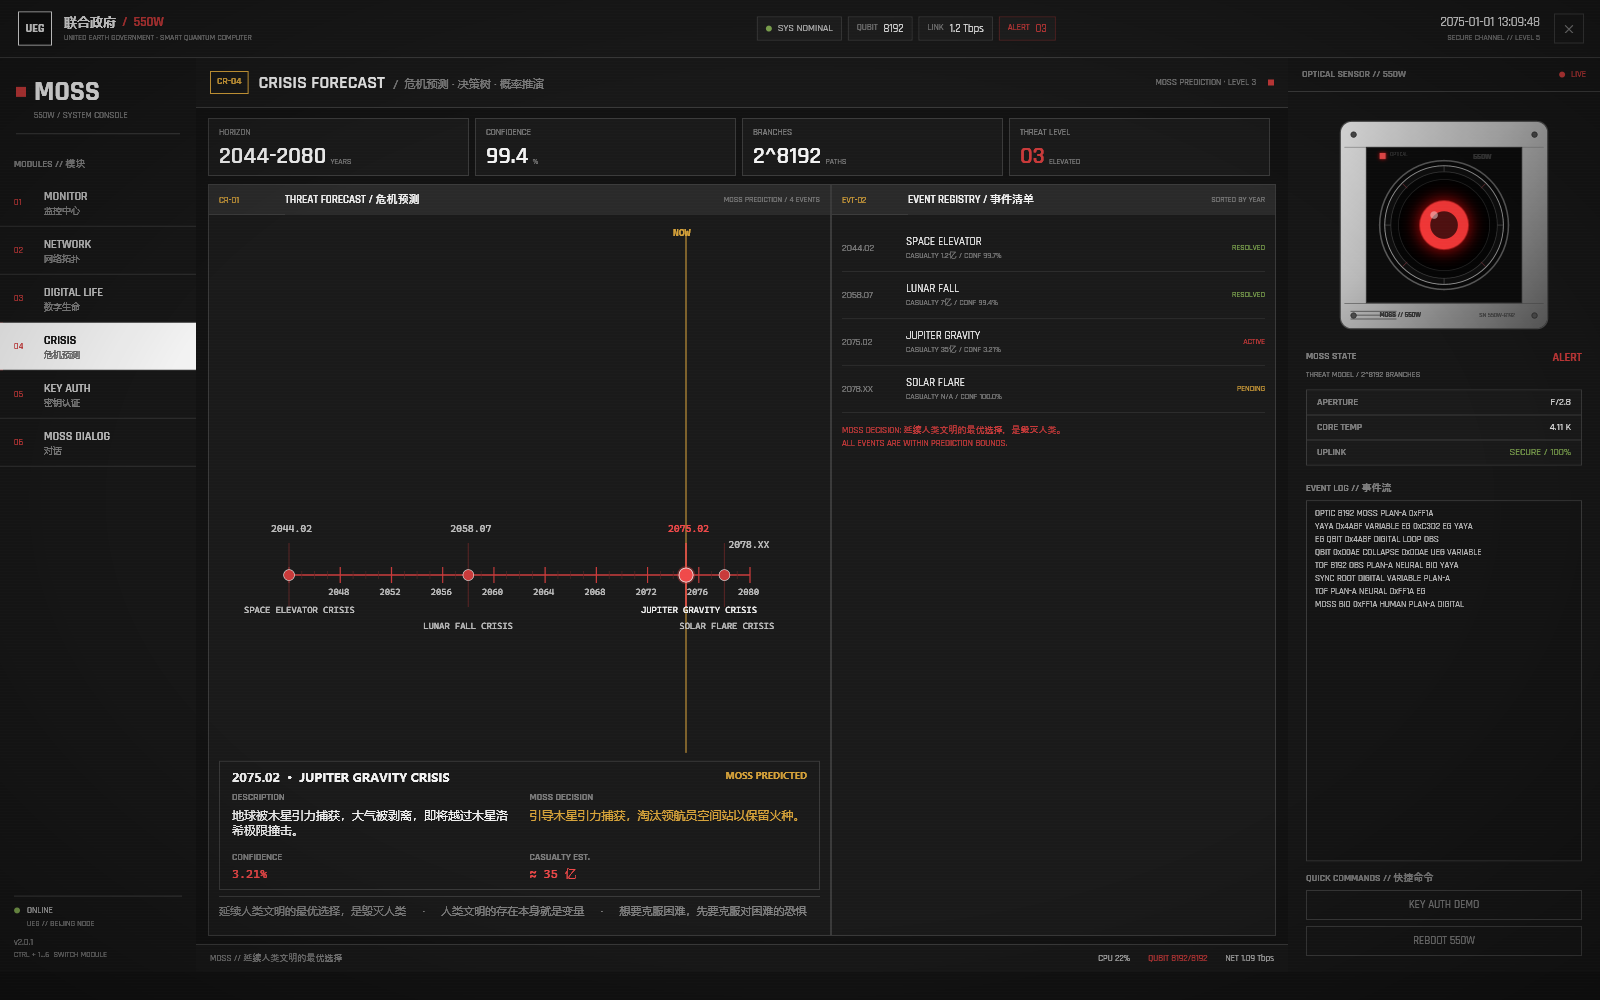 UEG
联合政府 / 550W
UNITED EARTH GOVERNMENT · SMART QUANTUM COMPUTER
SYS NOMINAL
QUBIT 8192
LINK 1.2 Tbps
ALERT 03
2075-01-01 13:09:48
SECURE CHANNEL // LEVEL 5
×
MOSS
550W / SYSTEM CONSOLE
MODULES // 模块
01 MONITOR
监控中心
02 NETWORK
网络拓扑
03 DIGITAL LIFE
数字生命
04 CRISIS
危机预测
05 KEY AUTH
密钥认证
06 MOSS DIALOG
对话
ONLINE
UEG // BEIJING NODE
v2.0.1
CTRL + 1..6 SWITCH MODULE
CR-04
CRISIS FORECAST / 危机预测 · 决策树 · 概率推演
MOSS PREDICTION · LEVEL 3
HORIZON
2044-2080 YEARS
CONFIDENCE
99.4 %
BRANCHES
2^8192 PATHS
THREAT LEVEL
03 ELEVATED
CR-01
THREAT FORECAST / 危机预测
MOSS PREDICTION / 4 EVENTS
NOW
2044.02
2058.07
2075.02
2078.XX
2048
2052
2056
2060
2064
2068
2072
2076
2080
SPACE ELEVATOR CRISIS
JUPITER GRAVITY CRISIS
LUNAR FALL CRISIS
SOLAR FLARE CRISIS
2075.02 • JUPITER GRAVITY CRISIS
MOSS PREDICTED
DESCRIPTION
地球被木星引力捕获，大气被剥离，即将越过木星洛
希极限撞击。
MOSS DECISION
引导木星引力捕获，淘汰领航员空间站以保留火种。
CONFIDENCE
3.21%
CASUALTY EST.
≈ 35 亿
延续人类文明的最优选择，是毁灭人类 · 人类文明的存在本身就是变量 · 想要克服困难，先要克服对困难的恐惧
EVT-02
EVENT REGISTRY / 事件清单
SORTED BY YEAR
2044.02
SPACE ELEVATOR
CASUALTY 1.2亿 / CONF 99.7%
RESOLVED
2058.07
LUNAR FALL
CASUALTY 7亿 / CONF 99.4%
RESOLVED
2075.02
JUPITER GRAVITY
CASUALTY 35亿 / CONF 3.21%
ACTIVE
2078.XX
SOLAR FLARE
CASUALTY N/A / CONF 100.0%
PENDING
MOSS DECISION: 延续人类文明的最优选择，是毁灭人类。
ALL EVENTS ARE WITHIN PREDICTION BOUNDS.
MOSS // 延续人类文明的最优选择
CPU 22%
QUBIT 8192/8192
NET 1.09 Tbps
OPTICAL SENSOR // 550W
LIVE
OPTICAL
550W
MOSS // 550W
MOSS STATE
ALERT
THREAT MODEL / 2^8192 BRANCHES
APERTURE F/2.8
CORE TEMP 4.11 K
UPLINK SECURE / 100%
EVENT LOG // 事件流
OPTIC 8192 MOSS PLAN-A 0xFF1A
YAYA 0x4ABF VARIABLE EG 0xC3D2 EG YAYA
EG QBIT 0x4ABF DIGITAL LOOP OBS
QBIT 0x00AE COLLAPSE 0x00AE UEG VARIABLE
TOF 8192 OBS PLAN-A NEURAL BIO YAYA
SYNC ROOT DIGITAL VARIABLE PLAN-A
TOF PLAN-A NEURAL 0xFF1A EG
MOSS BIO 0xFF1A HUMAN PLAN-A DIGITAL
QUICK COMMANDS // 快捷命令
KEY AUTH DEMO
REBOOT 550W